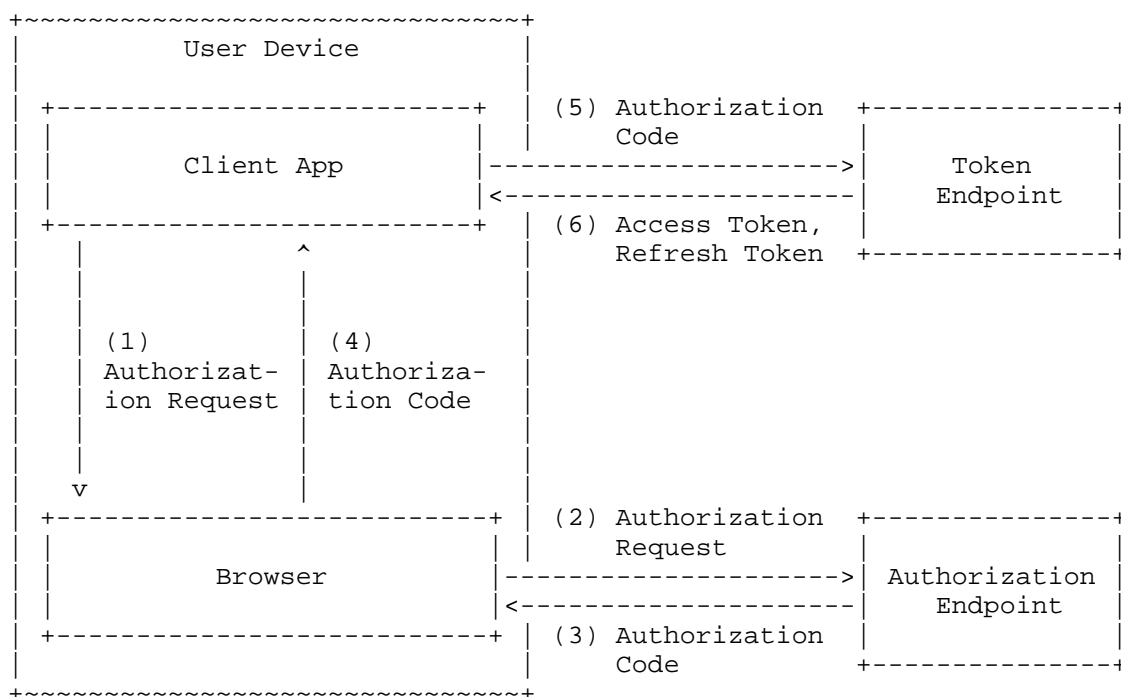 User Device
(5) Authorization
Code
Client App
Token
Endpoint
(6) Access Token,
Refresh Token
(1)
Authorizat-
ion Request
(4)
Authoriza-
tion Code
(2) Authorization
Request
Browser
Authorization
Endpoint
(3) Authorization
Code